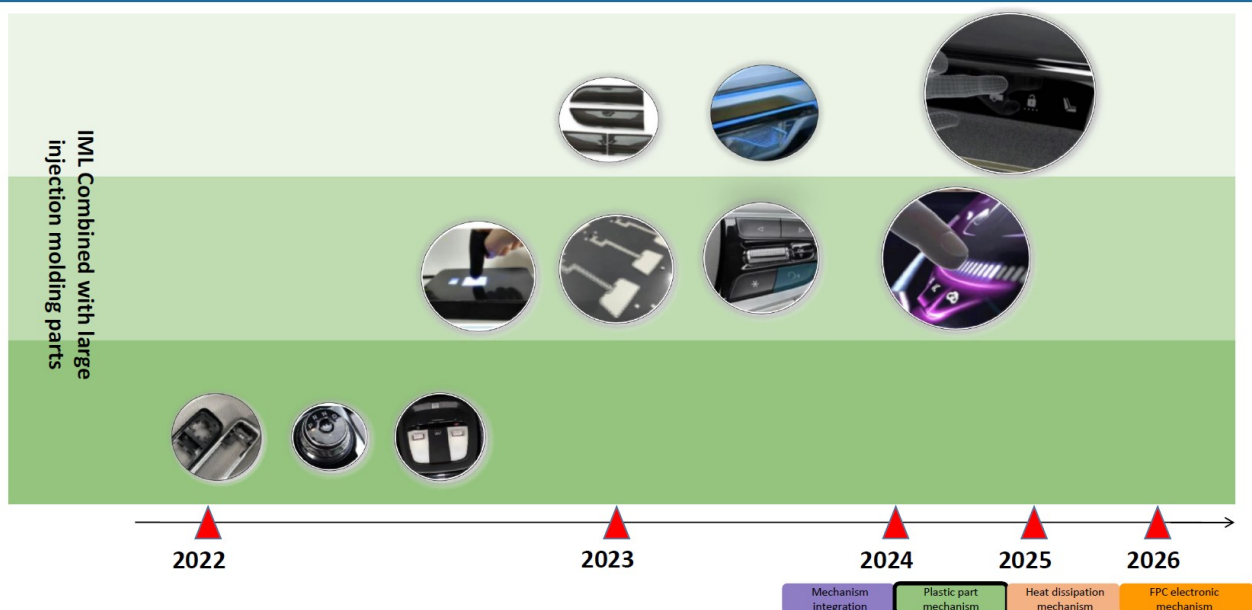 IML Combined with large
injection molding parts
2022
2023
2024
2025
2026
Mechanism
integration
Plastic part
mechanism
Heat dissipation
mechanism
FPC electronic
mechanism